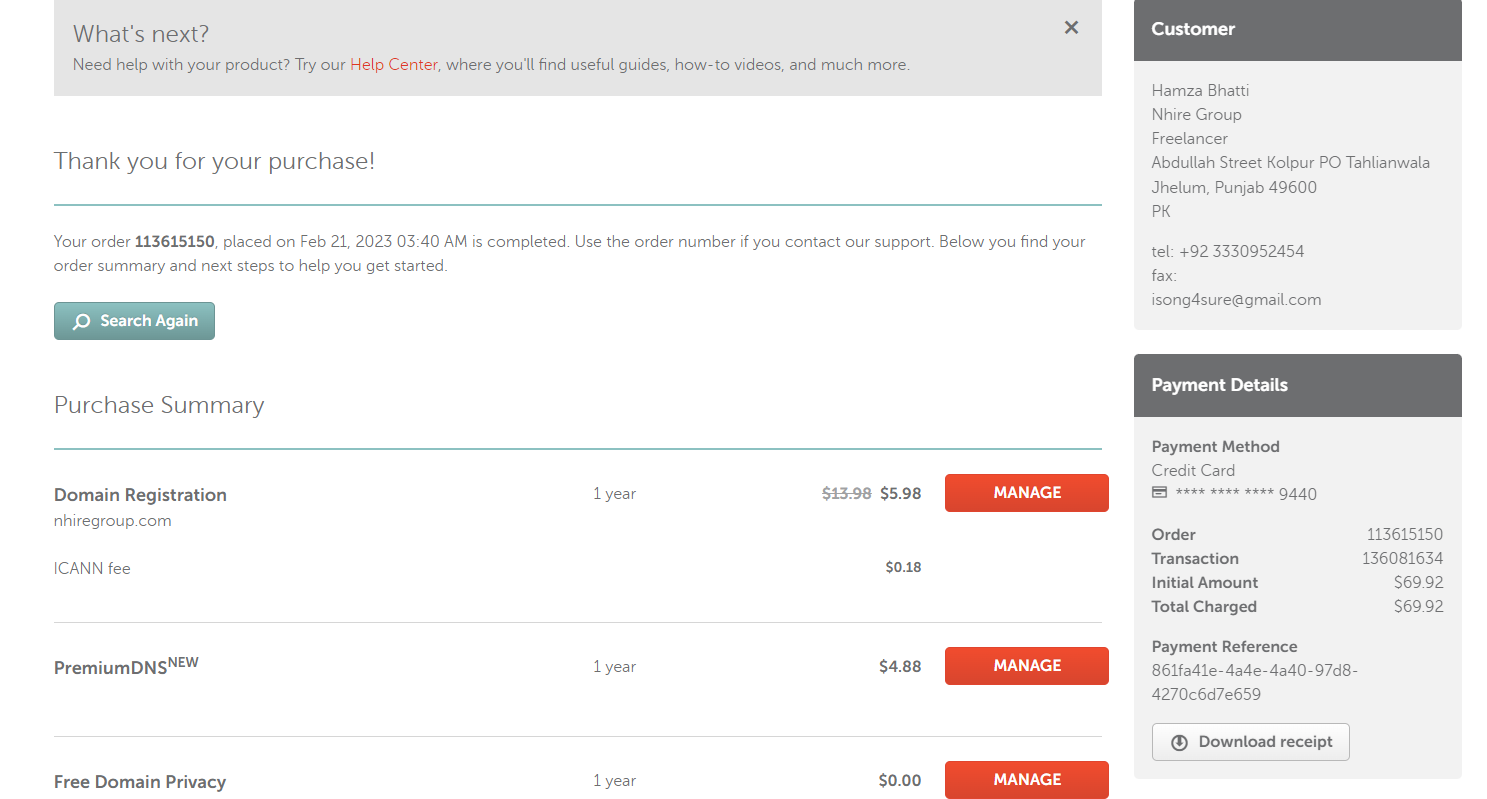 What's next?
Need help with your product? Try our Help Center, where you'll find useful guides, how-to videos, and much more.
Thank you for your purchase!
Your order 113615150, placed on Feb 21, 2023 03:40 AM is completed. Use the order number if you contact our support. Below you find your
order summary and next steps to help you get started.
Search Again
Purchase Summary
Domain Registration 1 year $13.98 $5.98 MANAGE
nhiregroup.com
ICANN fee $0.18
PremiumDNS NEW 1 year $4.88 MANAGE
Free Domain Privacy 1 year $0.00 MANAGE
Customer
Hamza Bhatti
Nhire Group
Freelancer
Abdullah Street Kolpur PO Tahlianwala
Jhelum, Punjab 49600
PK
tel: +92 3330952454
fax:
isong4sure@gmail.com
Payment Details
Payment Method
Credit Card
**** **** **** 9440
Order 113615150
Transaction 136081634
Initial Amount $69.92
Total Charged $69.92
Payment Reference
861fa41e-4a4e-4a40-97d8-
4270c6d7e659
Download receipt